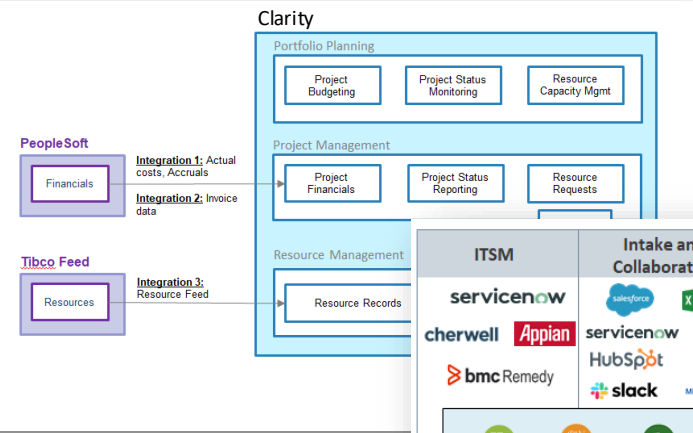 Clarity
Portfolio Planning
Project
Budgeting
Project Status
Monitoring
Resource
Capacity Mgmt
PeopleSoft
Financials
Integration 1: Actual
costs, Accruals
Integration 2: Invoice
data
Project Management
Project
Financials
Project Status
Reporting
Resource
Requests
Tibco Feed
Resources
Integration 3:
Resource Feed
Resource Management
Resource Records
ITSM
servicenow
cherwell
Appian
bmc Remedy
Intake
Collaborat
salesforce
servicenow
HubSpot
slack